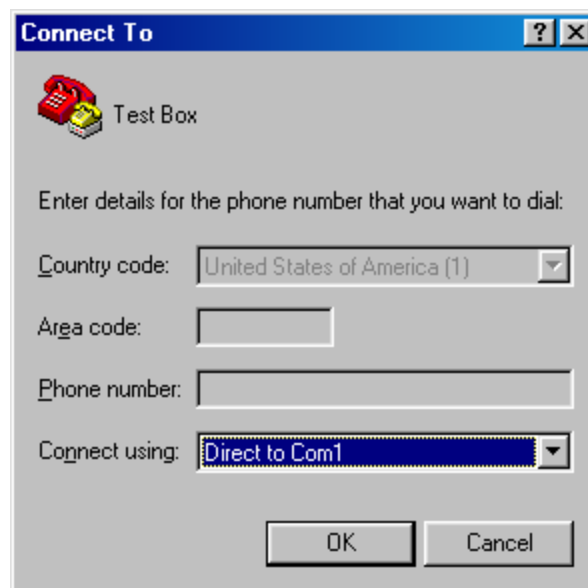 Connect To
Test Box
Enter details for the phone number that you want to dial:
Country code: United States of America (1)
Area code:
Phone number:
Connect using: Direct to Com1
OK Cancel